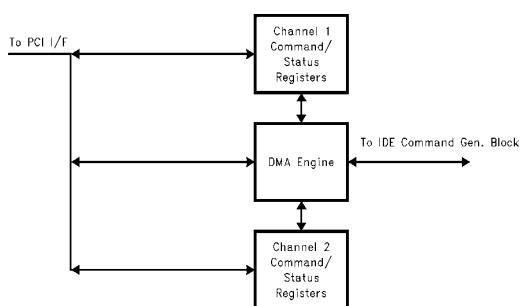 To PCI I/F
Channel 1
Command/
Status
Registers
To IDE Command Gen. Block
DMA Engine
Channel 2
Command/
Status
Registers